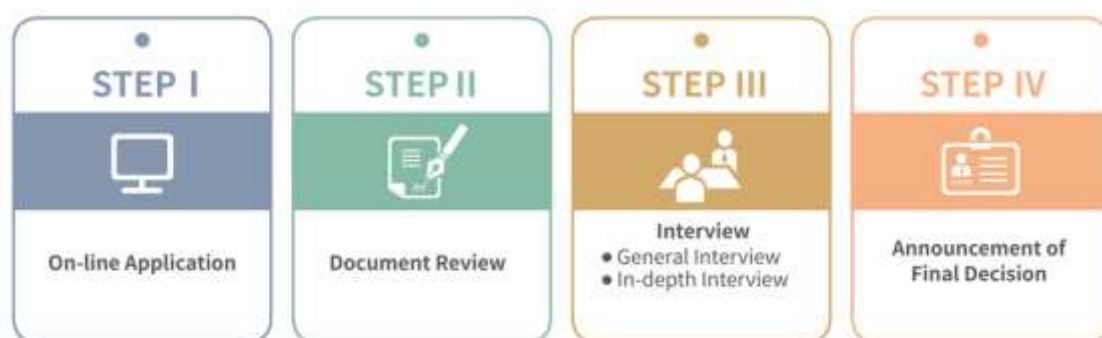 STEP I
On-line Application
STEP II
Document Review
STEP III
Interview
● General Interview
● In-depth Interview
STEP IV
Announcement of
Final Decision